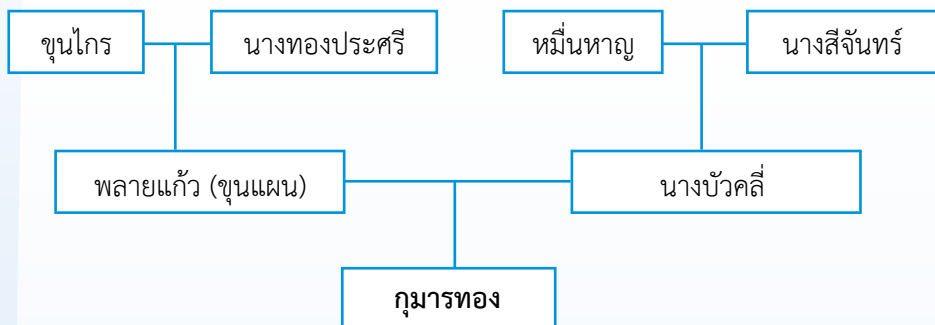 ขุนไกร
นางทองประศรี
หมื่นหาญ
นางสีจันทร์
พลายแก้ว (ขุนแผน)
นางบัวคลี่
กุมารทอง